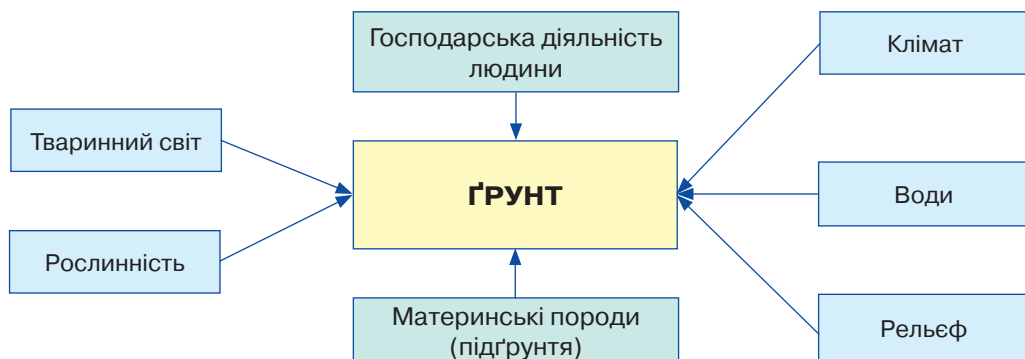 Господарська діяльність
людини
Клімат
Тваринний світ
ҐРУНТ
Води
Рослинність
Материнські породи
(підґрунтя)
Рельєф